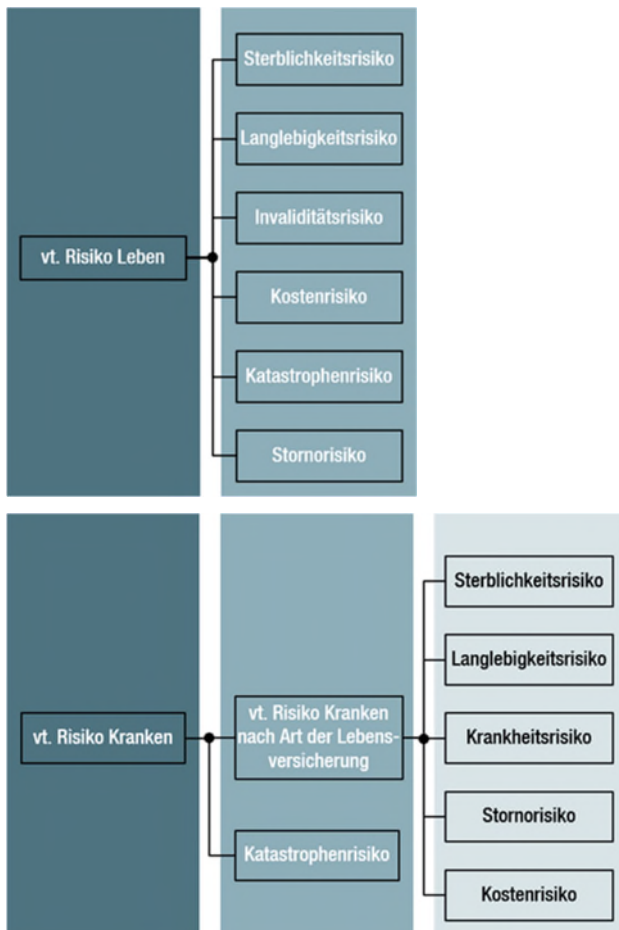 vt. Risiko Leben
Sterblichkeitsrisiko
Langlebigkeitsrisiko
Invaliditätsrisiko
Kostenrisiko
Katastrophenrisiko
Stornorisiko
vt. Risiko Kranken
vt. Risiko Kranken
nach Art der Lebens-
versicherung
Katastrophenrisiko
Sterblichkeitsrisiko
Langlebigkeitsrisiko
Krankheitsrisiko
Stornorisiko
Kostenrisiko